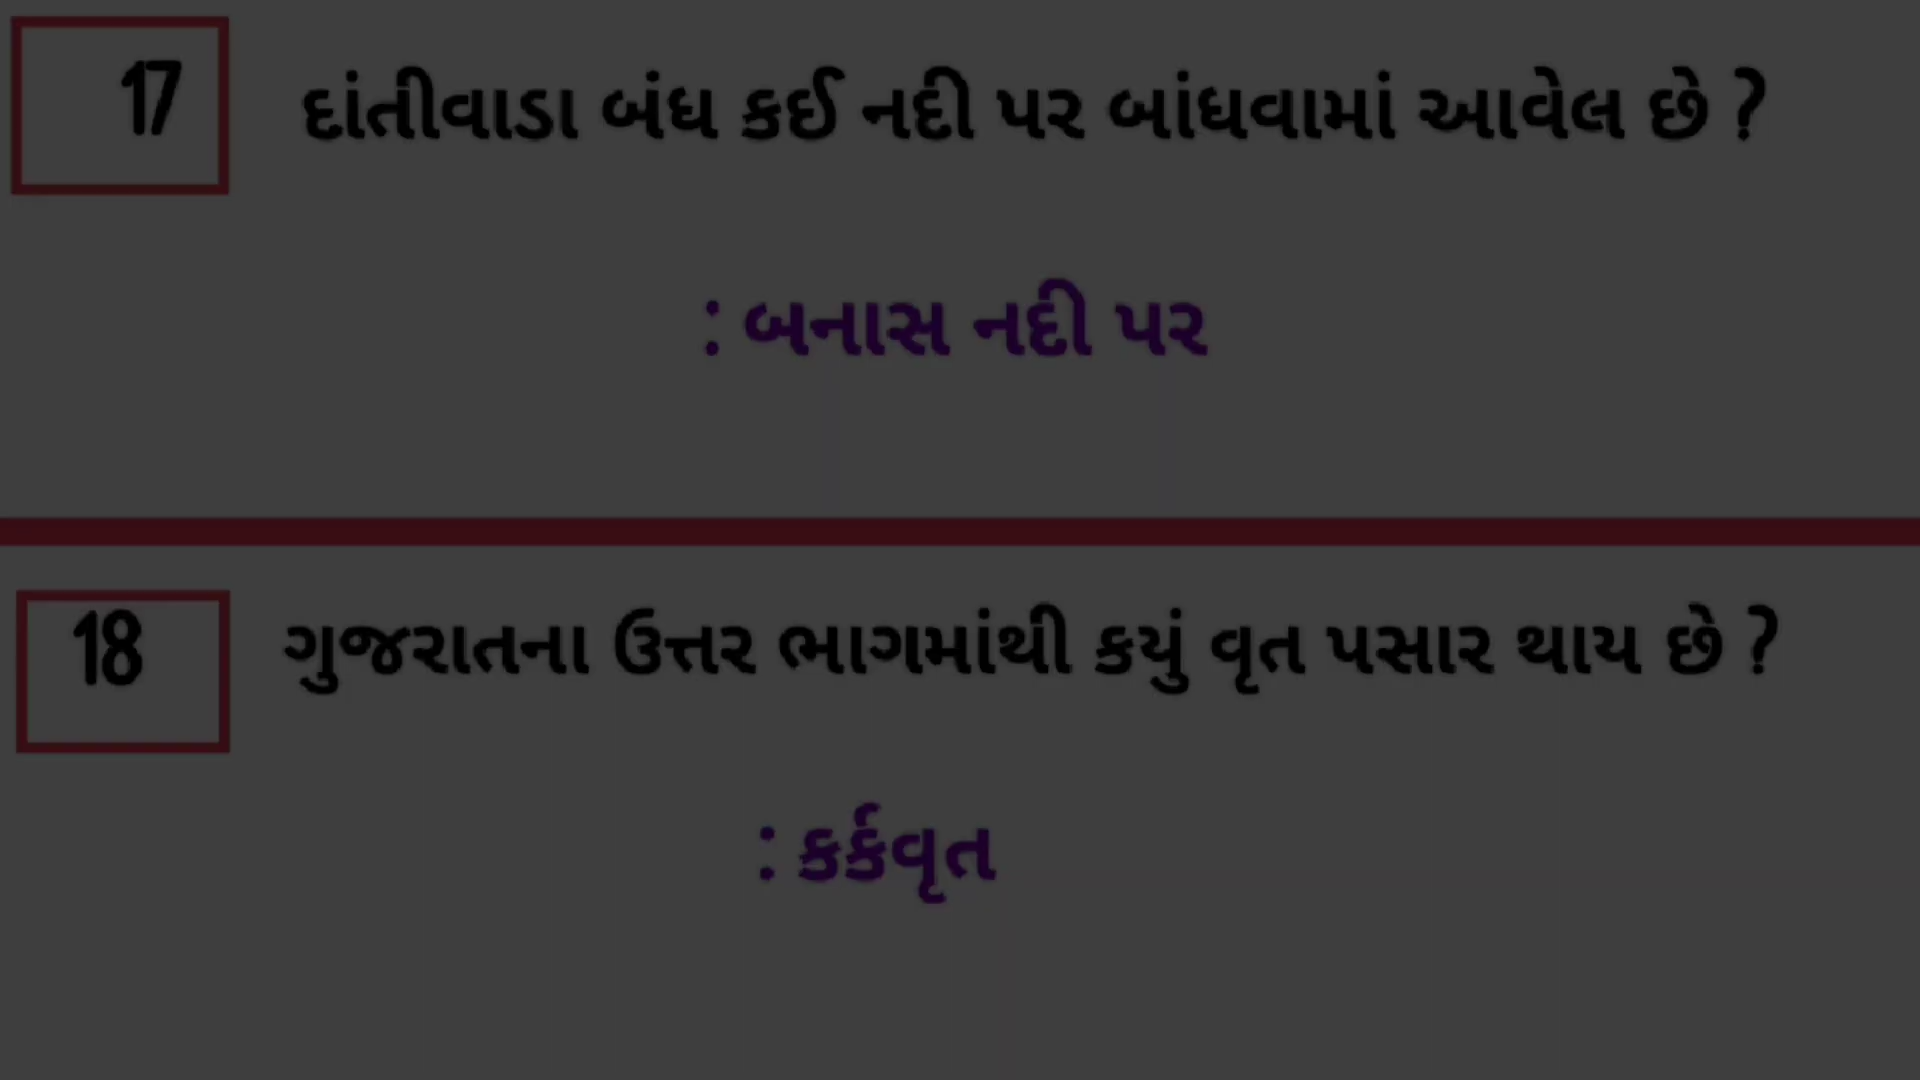 17 દાંતીવાડા બંધ કઈ નદી પર બાંધવામાં આવેલ છે ?
: બનાસ નદી પર
18 ગુજરાતના ઉત્તર ભાગમાંથી કયું વૃત પસાર થાય છે ?
: કર્કવૃત